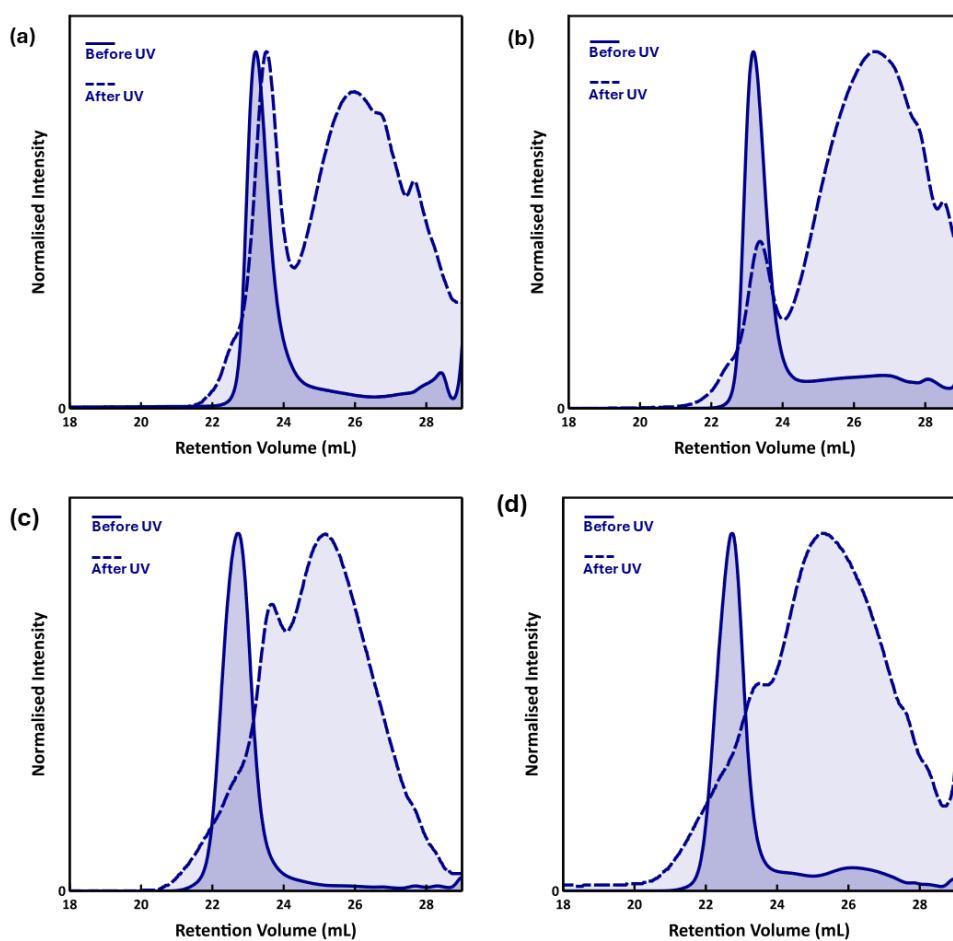 (a)
Before UV
After UV
Normalised Intensity
0
18 20 22 24 26 28
Retention Volume (mL)
(b)
Before UV
After UV
Normalised Intensity
0
18 20 22 24 26 28
Retention Volume (mL)
(c)
Before UV
After UV
Normalised Intensity
0
18 20 22 24 26 28
Retention Volume (mL)
(d)
Before UV
After UV
Normalised Intensity
0
18 20 22 24 26 28
Retention Volume (mL)